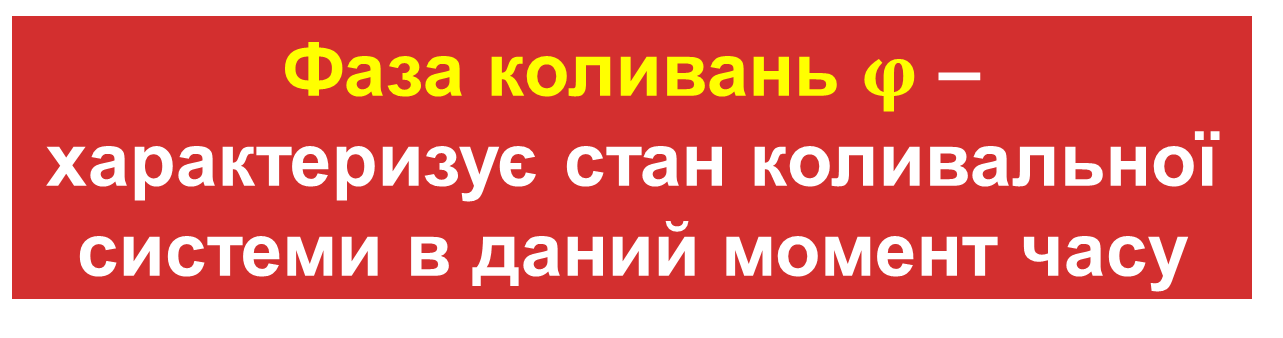 Фаза коливань φ –
характеризує стан коливальної
системи в даний момент часу